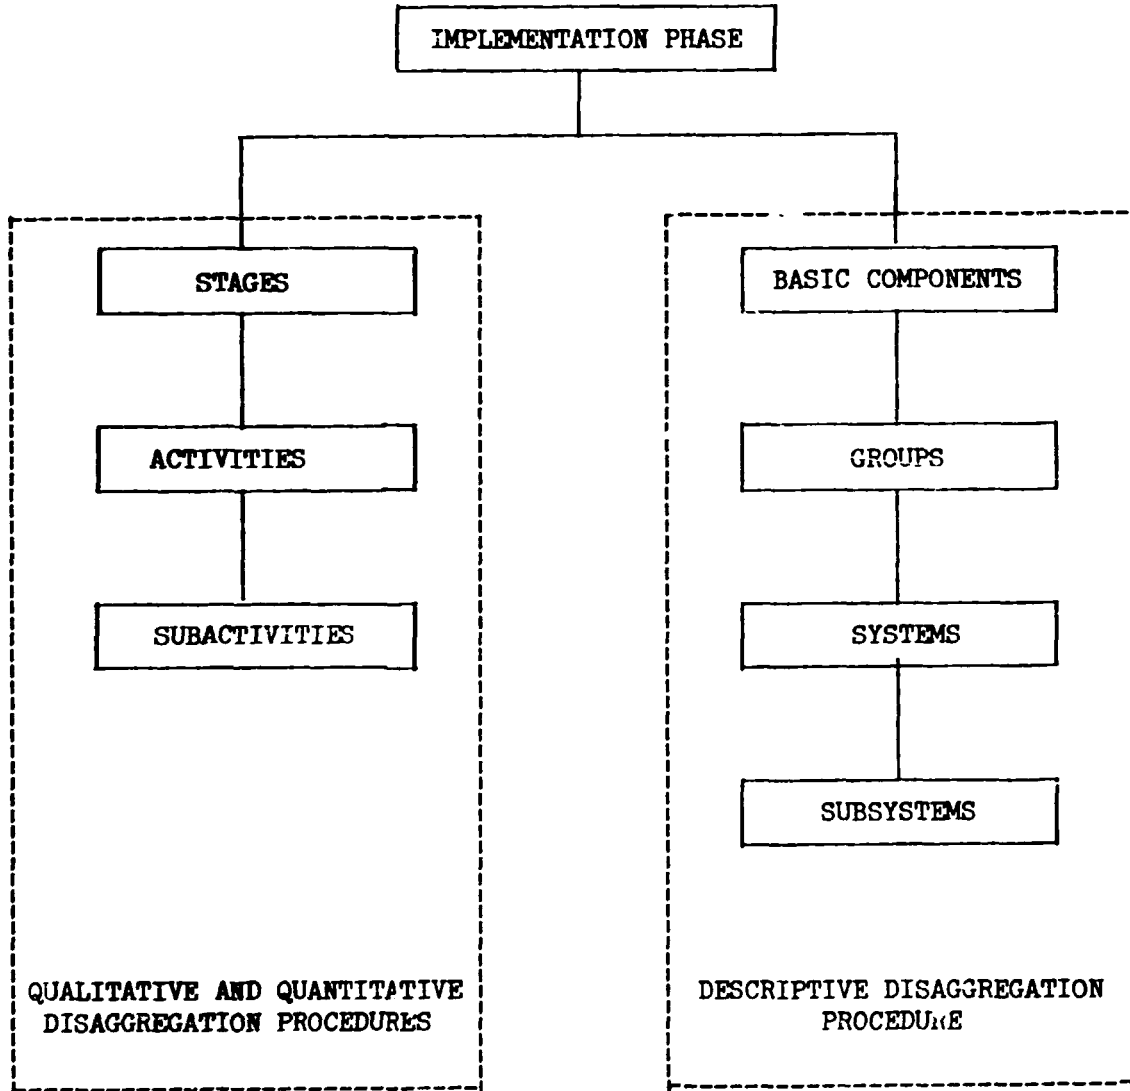 IMPLEMENTATION PHASE
STAGES
ACTIVITIES
SUBACTIVITIES
QUALITATIVE AND QUANTITATIVE
DISAGGREGATION PROCEDURES
BASIC COMPONENTS
GROUPS
SYSTEMS
SUBSYSTEMS
DESCRIPTIVE DISAGGREGATION
PROCEDURE